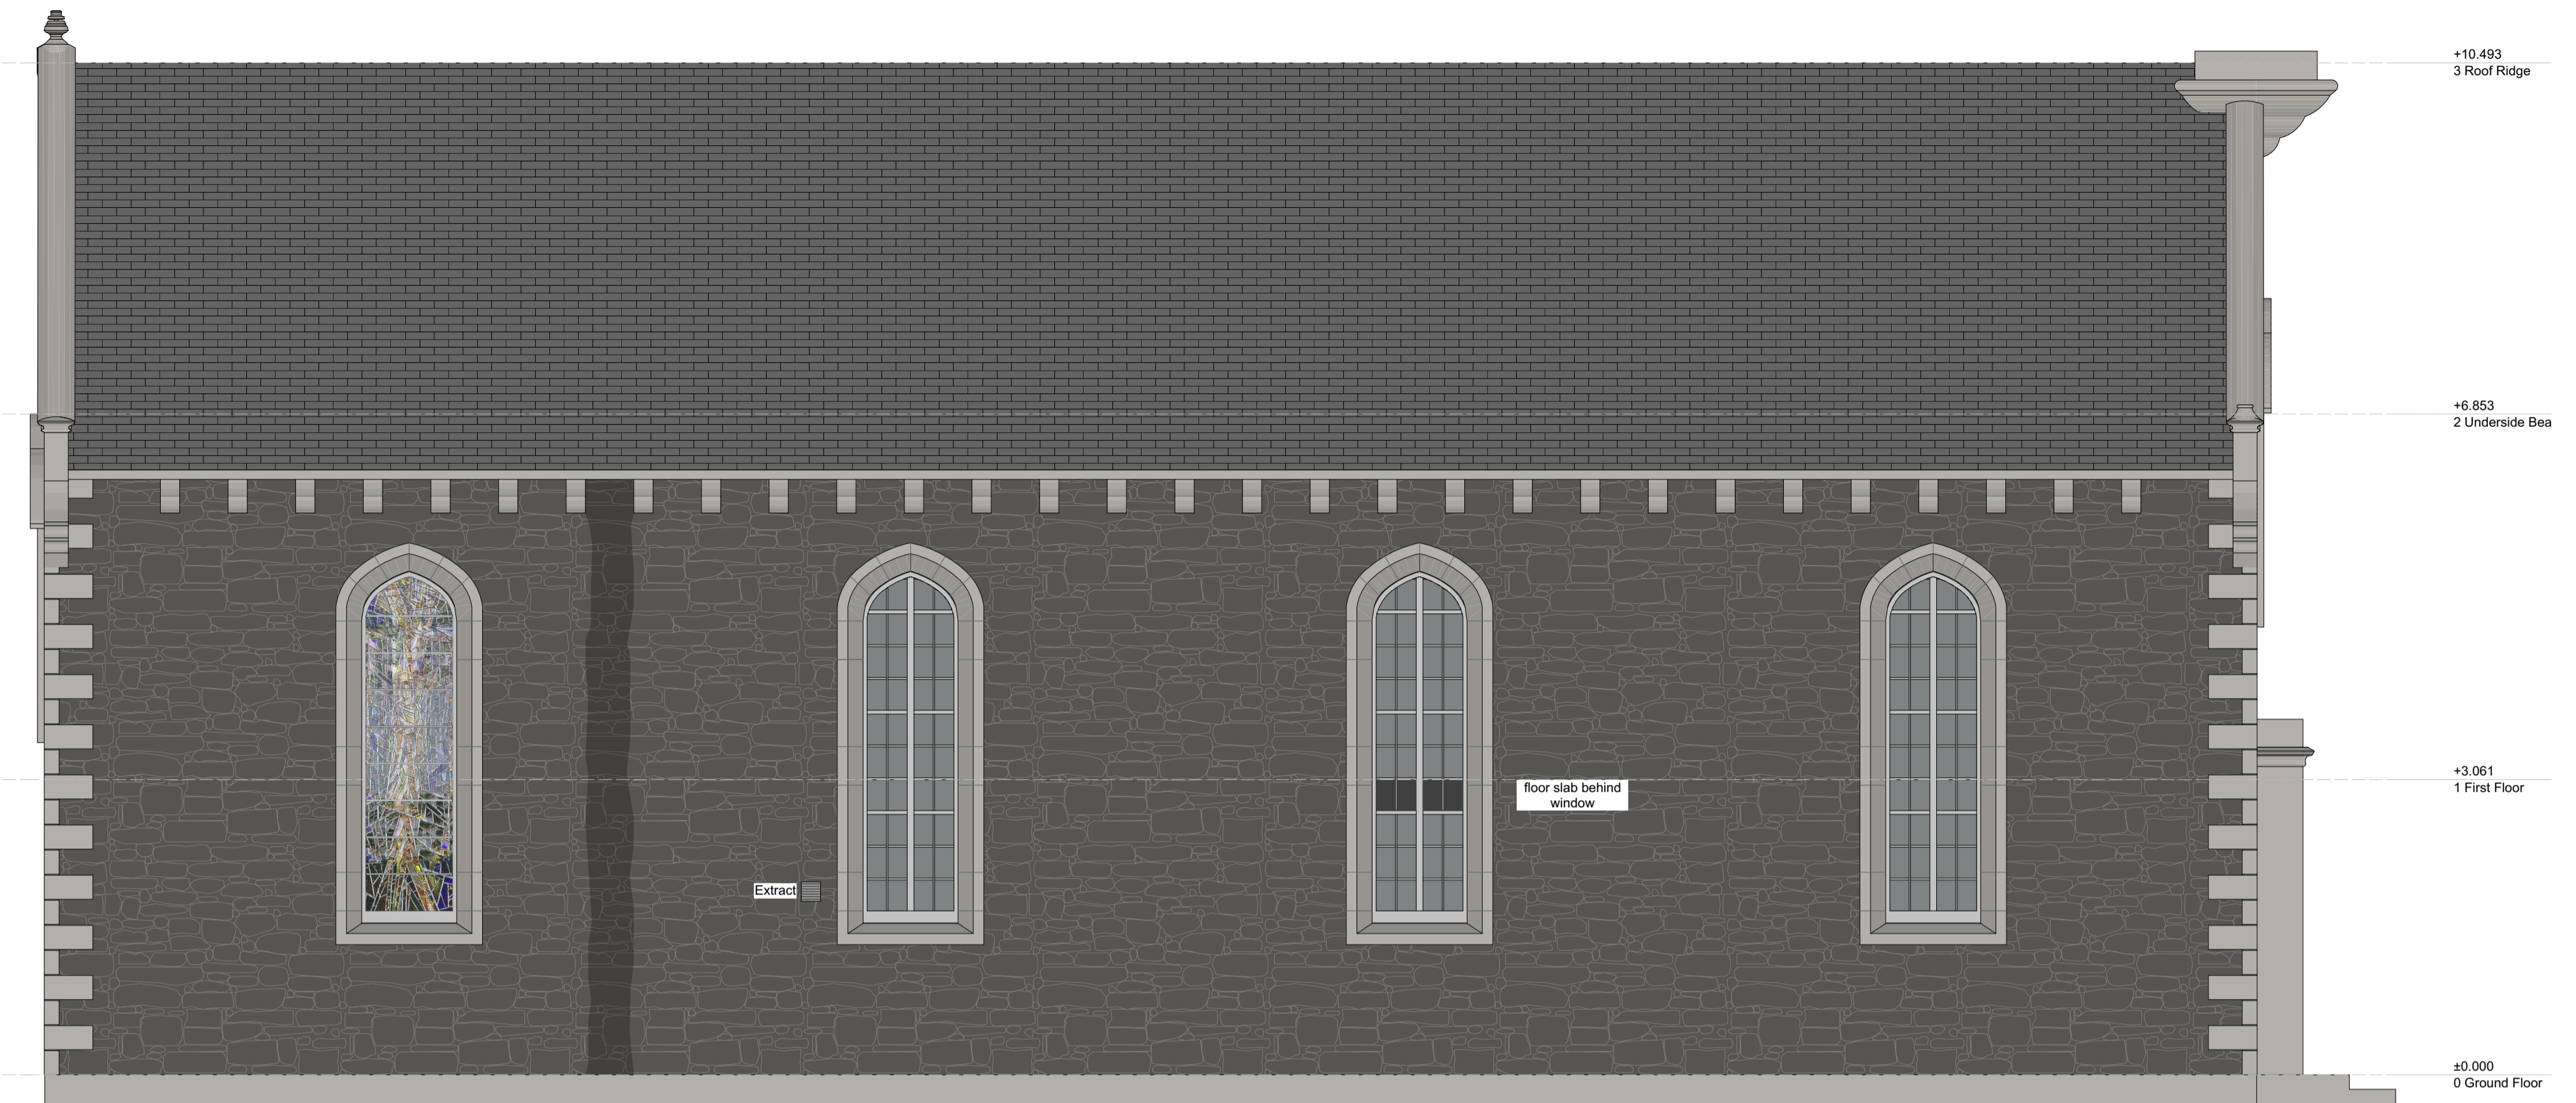 +10.493
3 Roof Ridge
+6.853
2 Underside Bea
floor slab behind
window
+3.061
1 First Floor
Extract
±0.000
0 Ground Floor